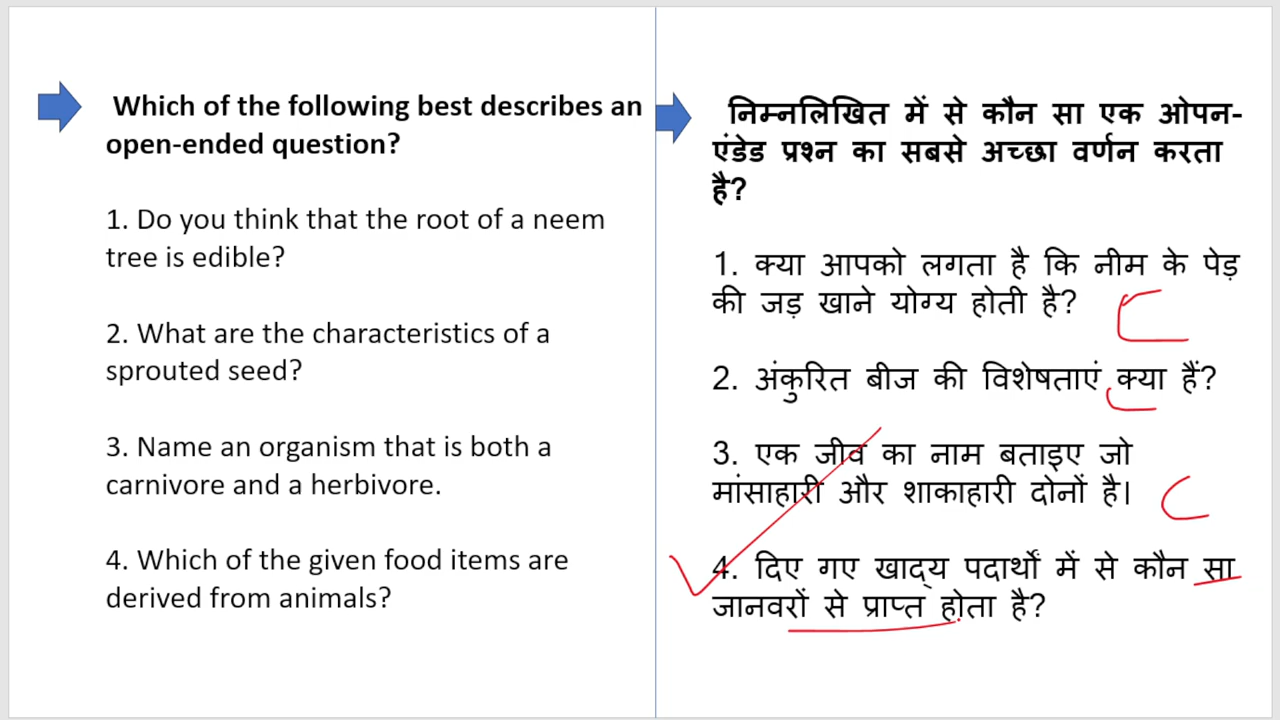 Which of the following best describes an
open-ended question?
1. Do you think that the root of a neem
tree is edible?
2. What are the characteristics of a
sprouted seed?
3. Name an organism that is both a
carnivore and a herbivore.
4. Which of the given food items are
derived from animals?
निम्नलिखित में से कौन सा एक ओपन-
एंडेड प्रश्न का सबसे अच्छा वर्णन करता
है?
1. क्या आपको लगता है कि नीम के पेड़
की जड़ खाने योग्य होती है?
2. अंकुरित बीज की विशेषताएं क्या हैं?
3. एक जीव का नाम बताइए जो
मांसाहारी और शाकाहारी दोनों है।
4. दिए गए खाद्य पदार्थों में से कौन सा
जानवरों से प्राप्त होता है?